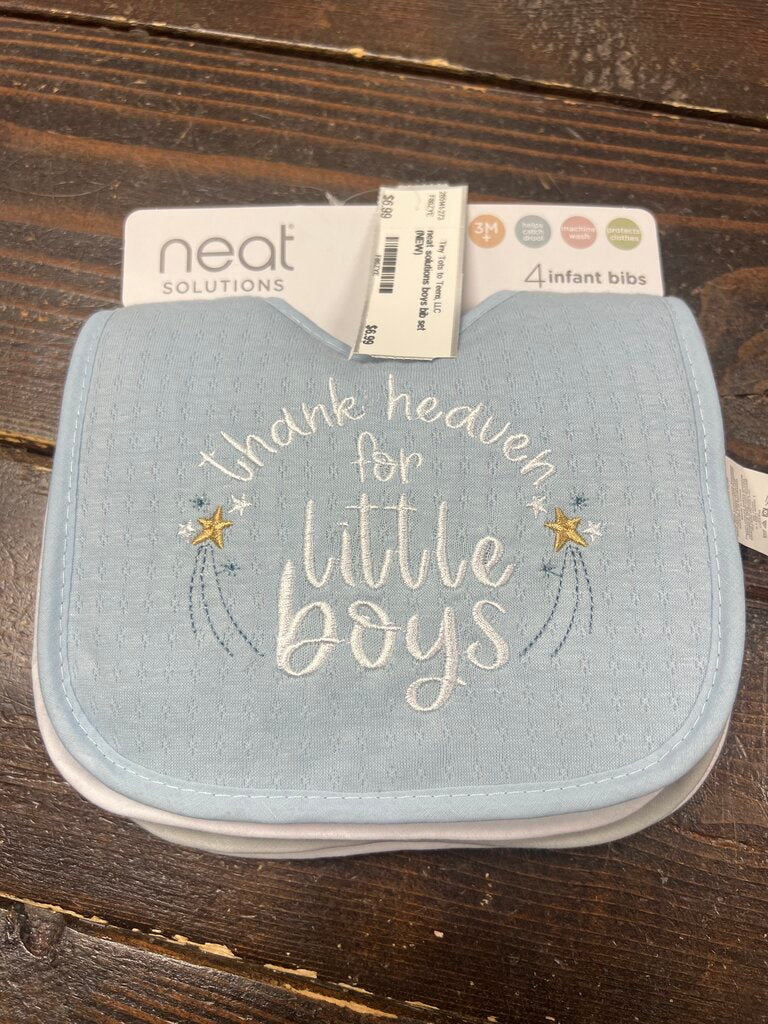 neat
SOLUTIONS
3M
+
helps
catch
drool
machine
wash
protects
clothes
4 infant bibs
Tiny Tots to Teens, LLC
neat solutions boys bib set
(NEW)
$6.99
$6.99
thank heaven
for
little
boys